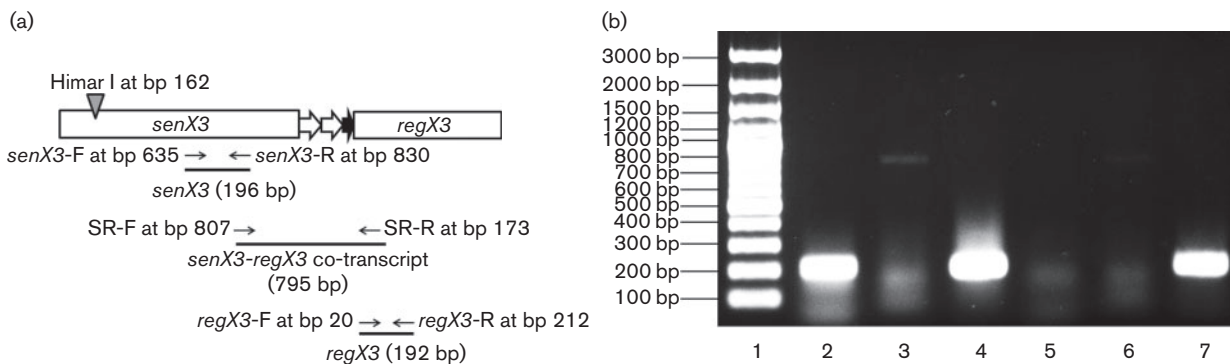 (a)
Himar I at bp 162
senX3
regX3
senX3-F at bp 635
senX3-R at bp 830
senX3 (196 bp)
SR-F at bp 807
SR-R at bp 173
senX3-regX3 co-transcript
(795 bp)
regX3-F at bp 20
regX3-R at bp 212
regX3 (192 bp)
(b)
3000 bp
2000 bp
1500 bp
1200 bp
1000 bp
800 bp
700 bp
600 bp
500 bp
400 bp
300 bp
200 bp
100 bp
1 2 3 4 5 6 7